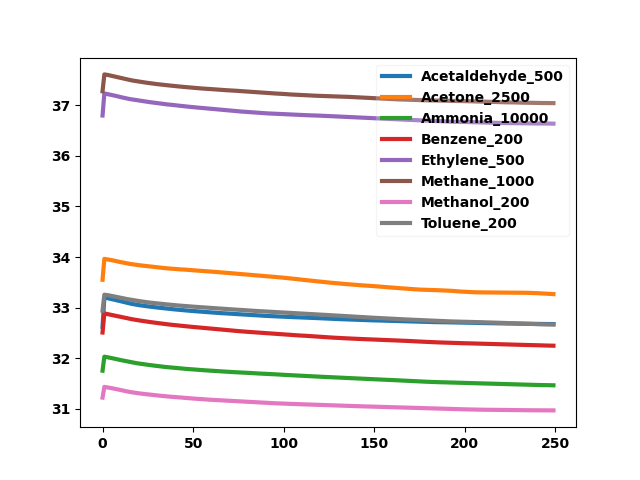 37
36
35
34
33
32
31
0 50 100 150 200 250
Acetaldehyde_500
Acetone_2500
Ammonia_10000
Benzene_200
Ethylene_500
Methane_1000
Methanol_200
Toluene_200